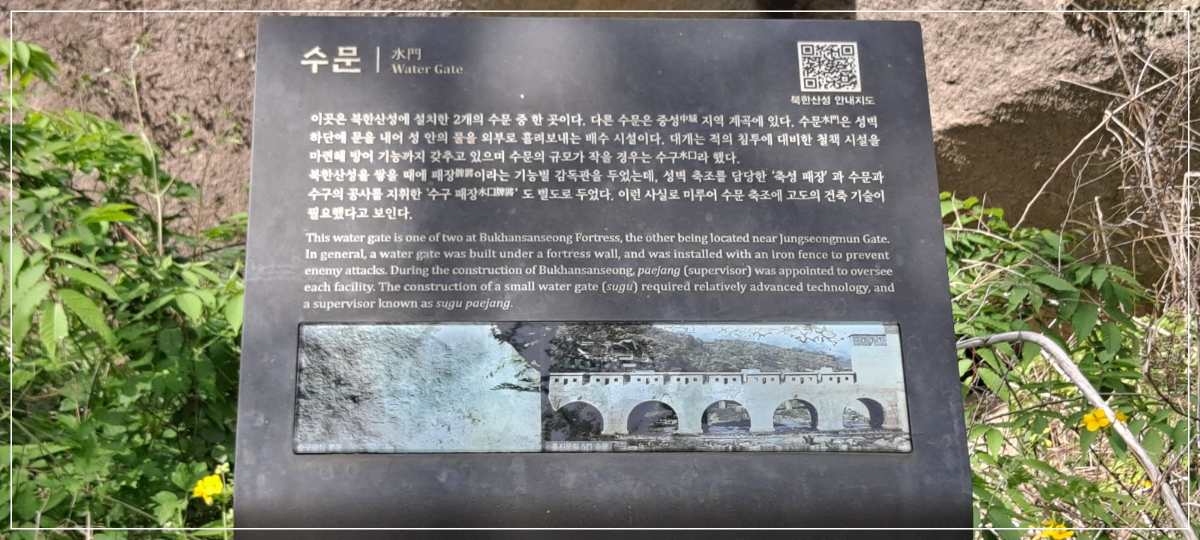 수문
水門
Water Gate
북한산성 안내지도
이곳은 북한산성에 설치한 2개의 수문 중 한 곳이다. 다른 수문은 중성中城 지역 계곡에 있다. 수문水門은 성벽
하단에 문을 내어 성 안의 물을 외부로 흘려보내는 배수 시설이다. 대개는 적의 침투에 대비한 철책 시설을
마련해 방어 기능까지 갖추고 있으며 수문의 규모가 작을 경우는 수구水口라 했다.
북한산성을 쌓을 때에 패장牌將이라는 기능별 감독관을 두었는데, 성벽 축조를 담당한 '축성 패장' 과 수문과
수구의 공사를 지휘한 '수구 패장水口牌將' 도 별도로 두었다. 이런 사실로 미루어 수문 축조에 고도의 건축 기술이
필요했다고 보인다.
This water gate is one of two at Bukhansanseong Fortress, the other being located near Jungseongmun Gate.
In general, a water gate was built under a fortress wall, and was installed with an iron fence to prevent
enemy attacks. During the construction of Bukhansanseong, paejang (supervisor) was appointed to oversee
each facility. The construction of a small water gate (sugu) required relatively advanced technology, and
a supervisor known as sugu paejang.
수구패장 문
홍지문밑 5간 수문